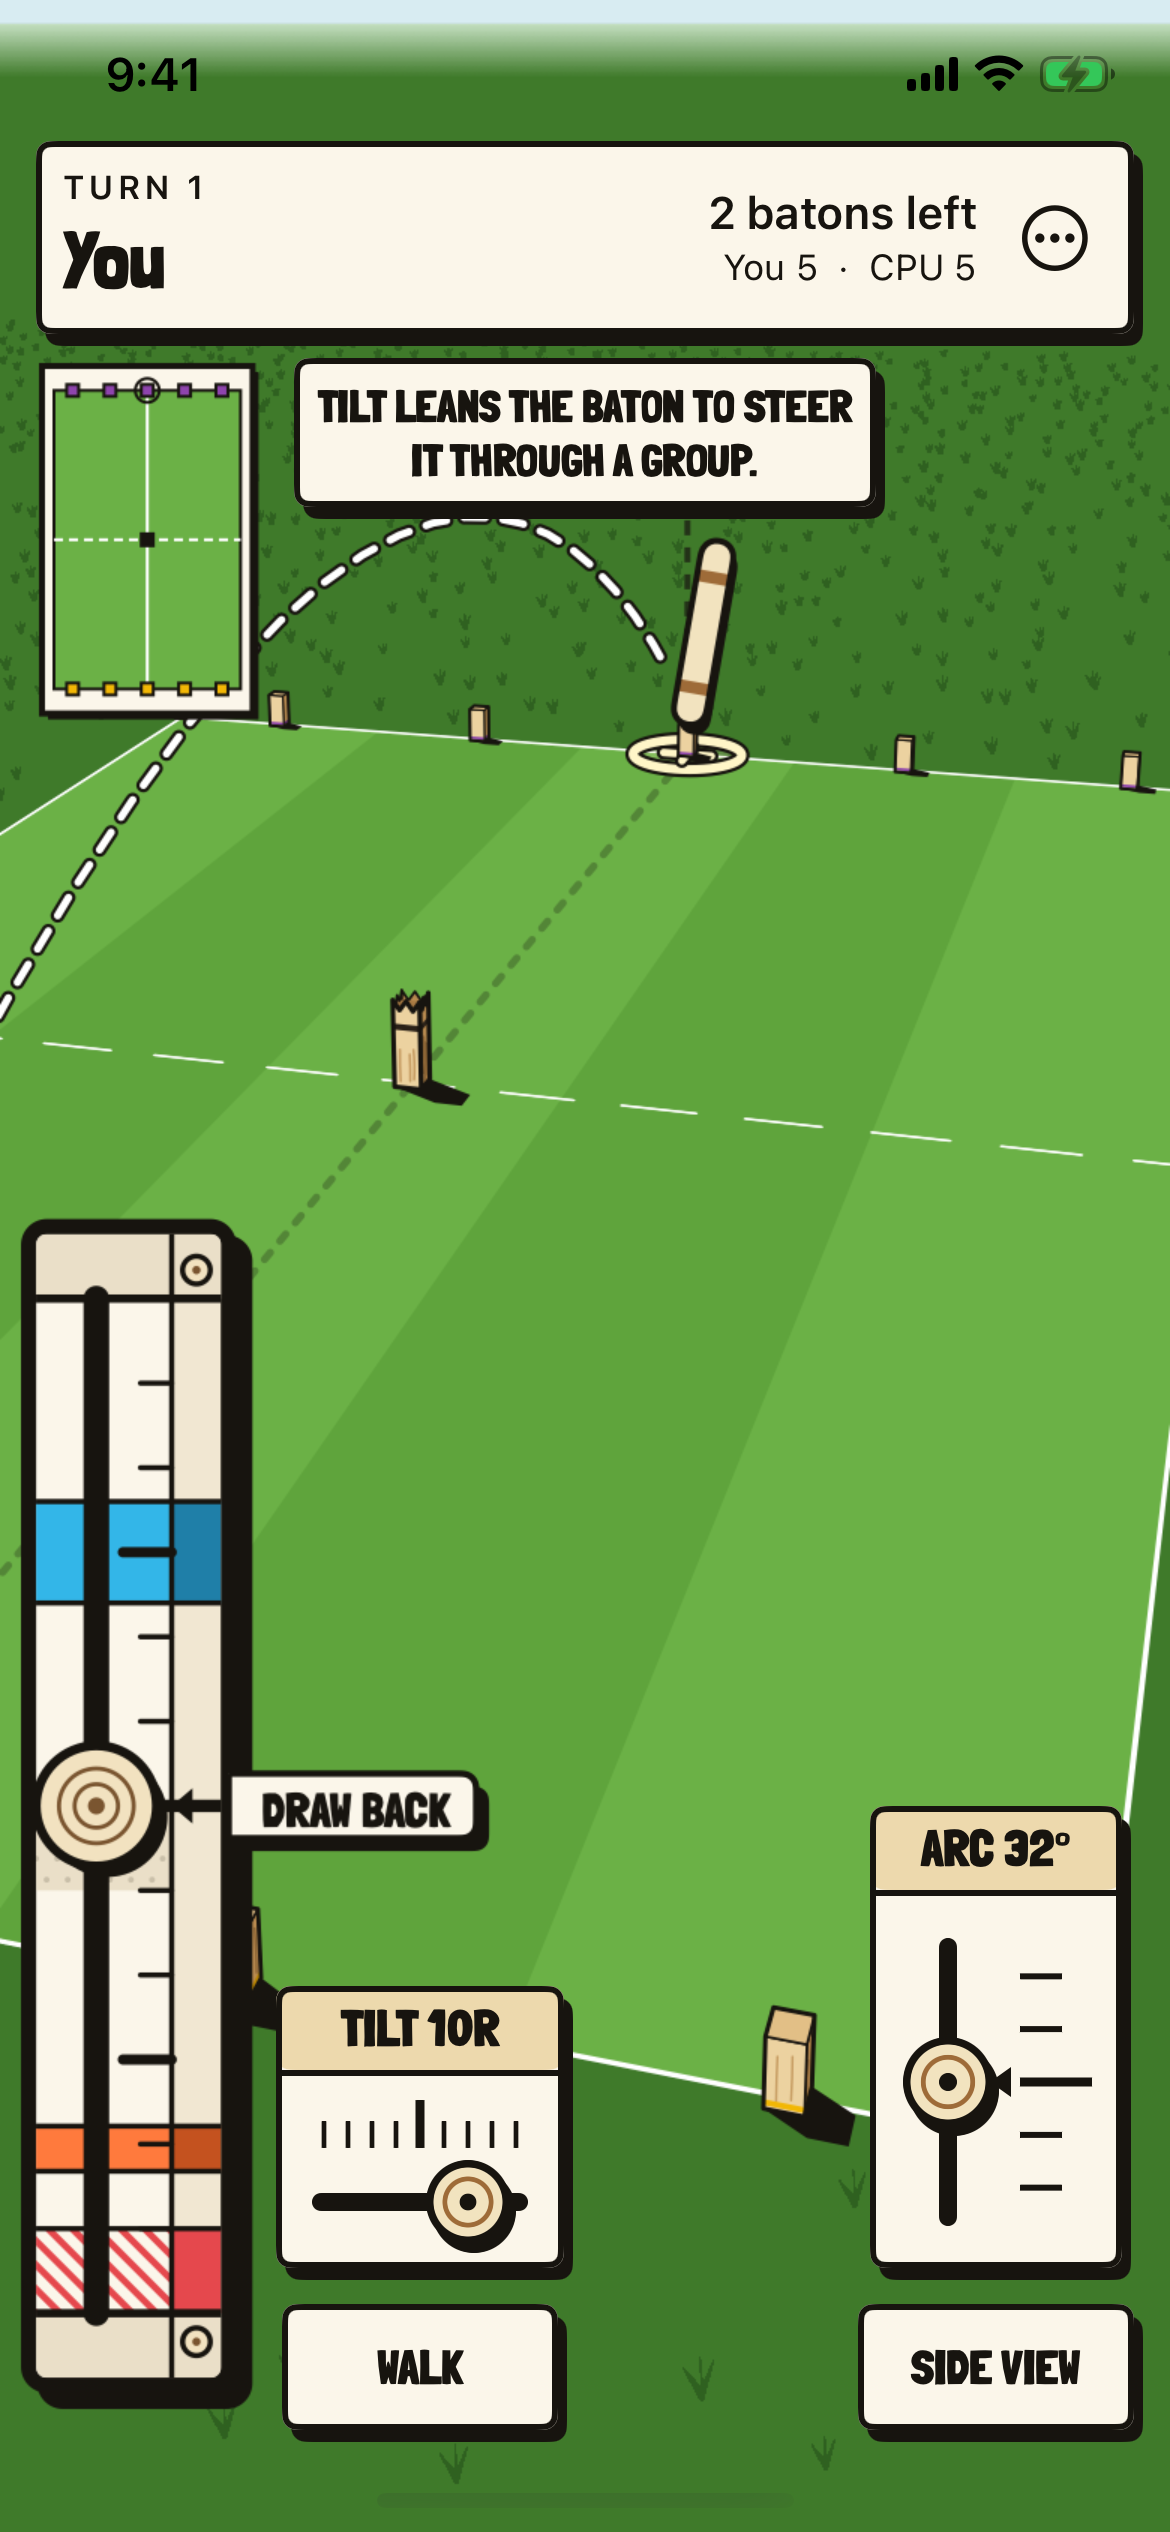 9:41
TURN 1
You
2 batons left
You 5 · CPU 5
TILT LEANS THE BATON TO STEER
IT THROUGH A GROUP.
DRAW BACK
ARC 32°
TILT 10R
WALK
SIDE VIEW